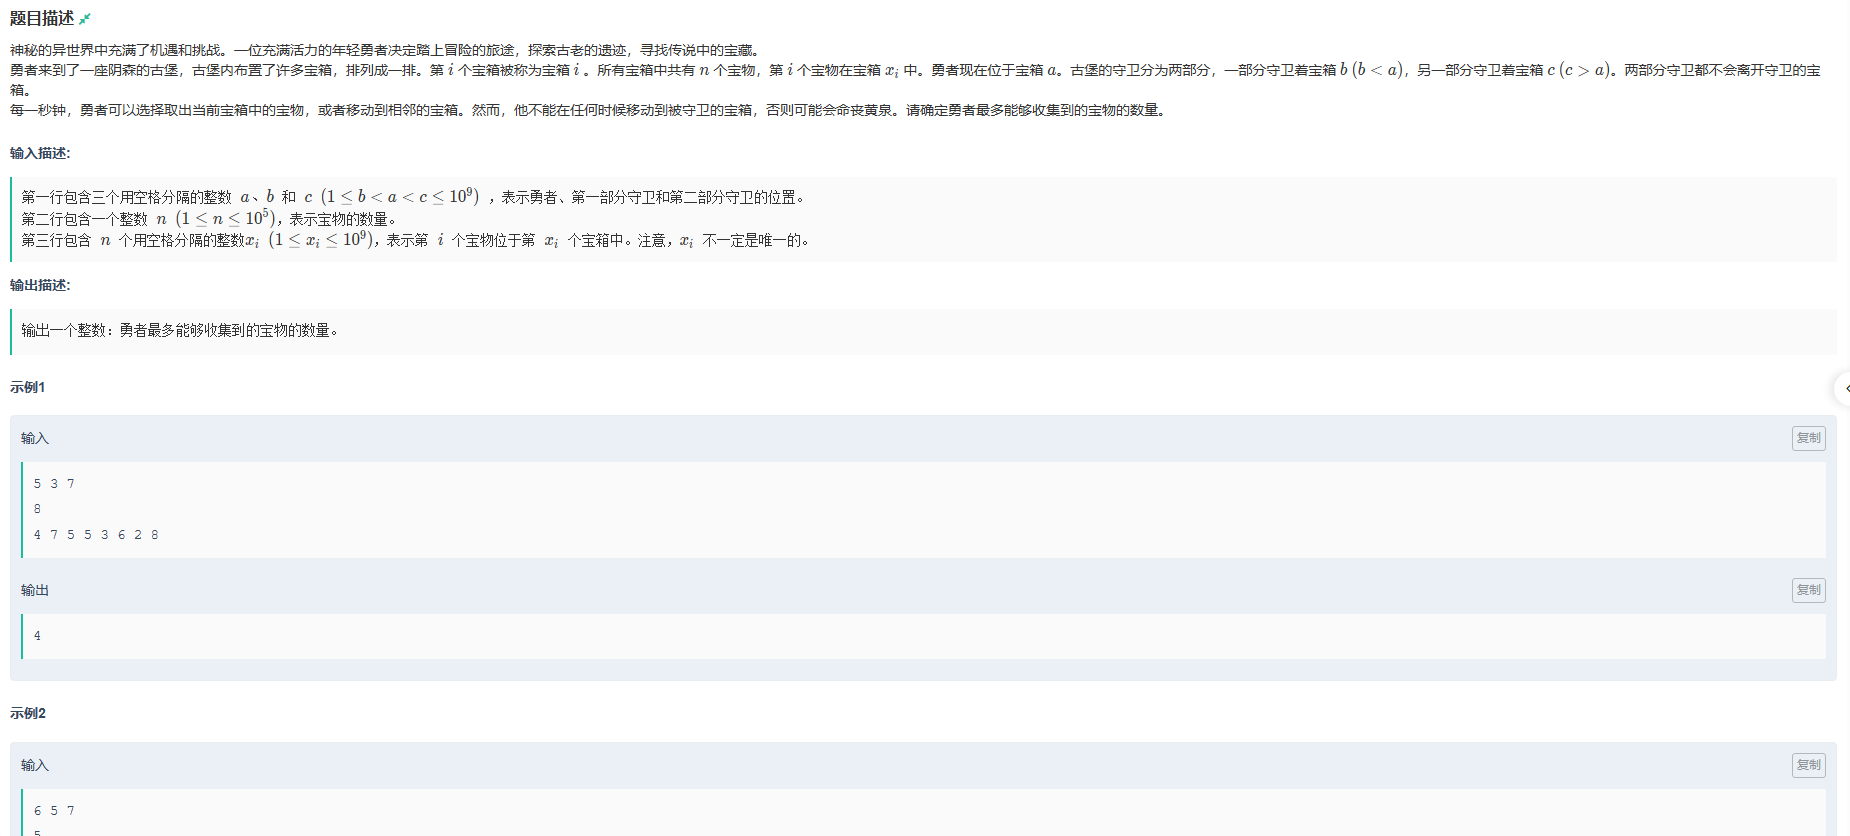 题目描述
神秘的异世界中充满了机遇和挑战。一位充满活力的年轻勇者决定踏上冒险的旅途，探索古老的遗迹，寻找传说中的宝藏。
勇者来到了一座阴森的古堡，古堡内布置了许多宝箱，排列成一排。第 i 个宝箱被称为宝箱 i 。所有宝箱中共有 n 个宝物，第 i 个宝物在宝箱 xᵢ 中。勇者现在位于宝箱 a。古堡的守卫分为两部分，一部分守卫着宝箱 b (b < a)，另一部分守卫着宝箱 c (c > a)。两部分守卫都不会离开守卫的宝
箱。
每一秒钟，勇者可以选择取出当前宝箱中的宝物，或者移动到相邻的宝箱。然而，他不能在任何时候移动到被守卫的宝箱，否则可能会命丧黄泉。请确定勇者最多能够收集到的宝物的数量。
输入描述:
第一行包含三个用空格分隔的整数 a、b 和 c (1 ≤ b < a < c ≤ 10⁹) ，表示勇者、第一部分守卫和第二部分守卫的位置。
第二行包含一个整数 n (1 ≤ n ≤ 10⁵)，表示宝物的数量。
第三行包含 n 个用空格分隔的整数xᵢ (1 ≤ xᵢ ≤ 10⁹)，表示第 i 个宝物位于第 xᵢ 个宝箱中。注意，xᵢ 不一定是唯一的。
输出描述:
输出一个整数：勇者最多能够收集到的宝物的数量。
示例1
输入
复制
5 3 7
8
4 7 5 5 3 6 2 8
输出
复制
4
示例2
输入
复制
6 5 7
5